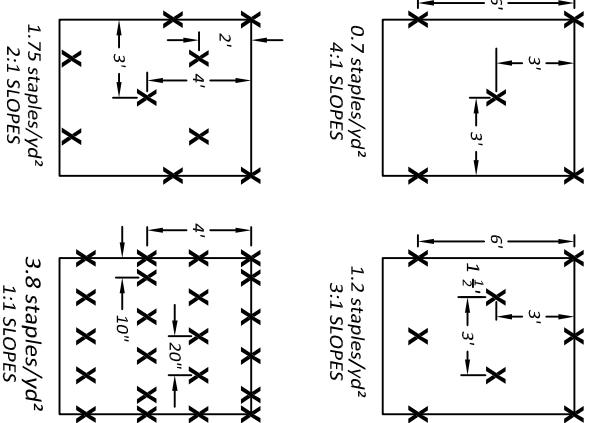 3'
3'
0.7 staples/yd²
4:1 SLOPES
6'
3'
1 ½'
3'
1.2 staples/yd²
3:1 SLOPES
2'
4'
3'
1.75 staples/yd²
2:1 SLOPES
4'
20"
10"
3.8 staples/yd²
1:1 SLOPES